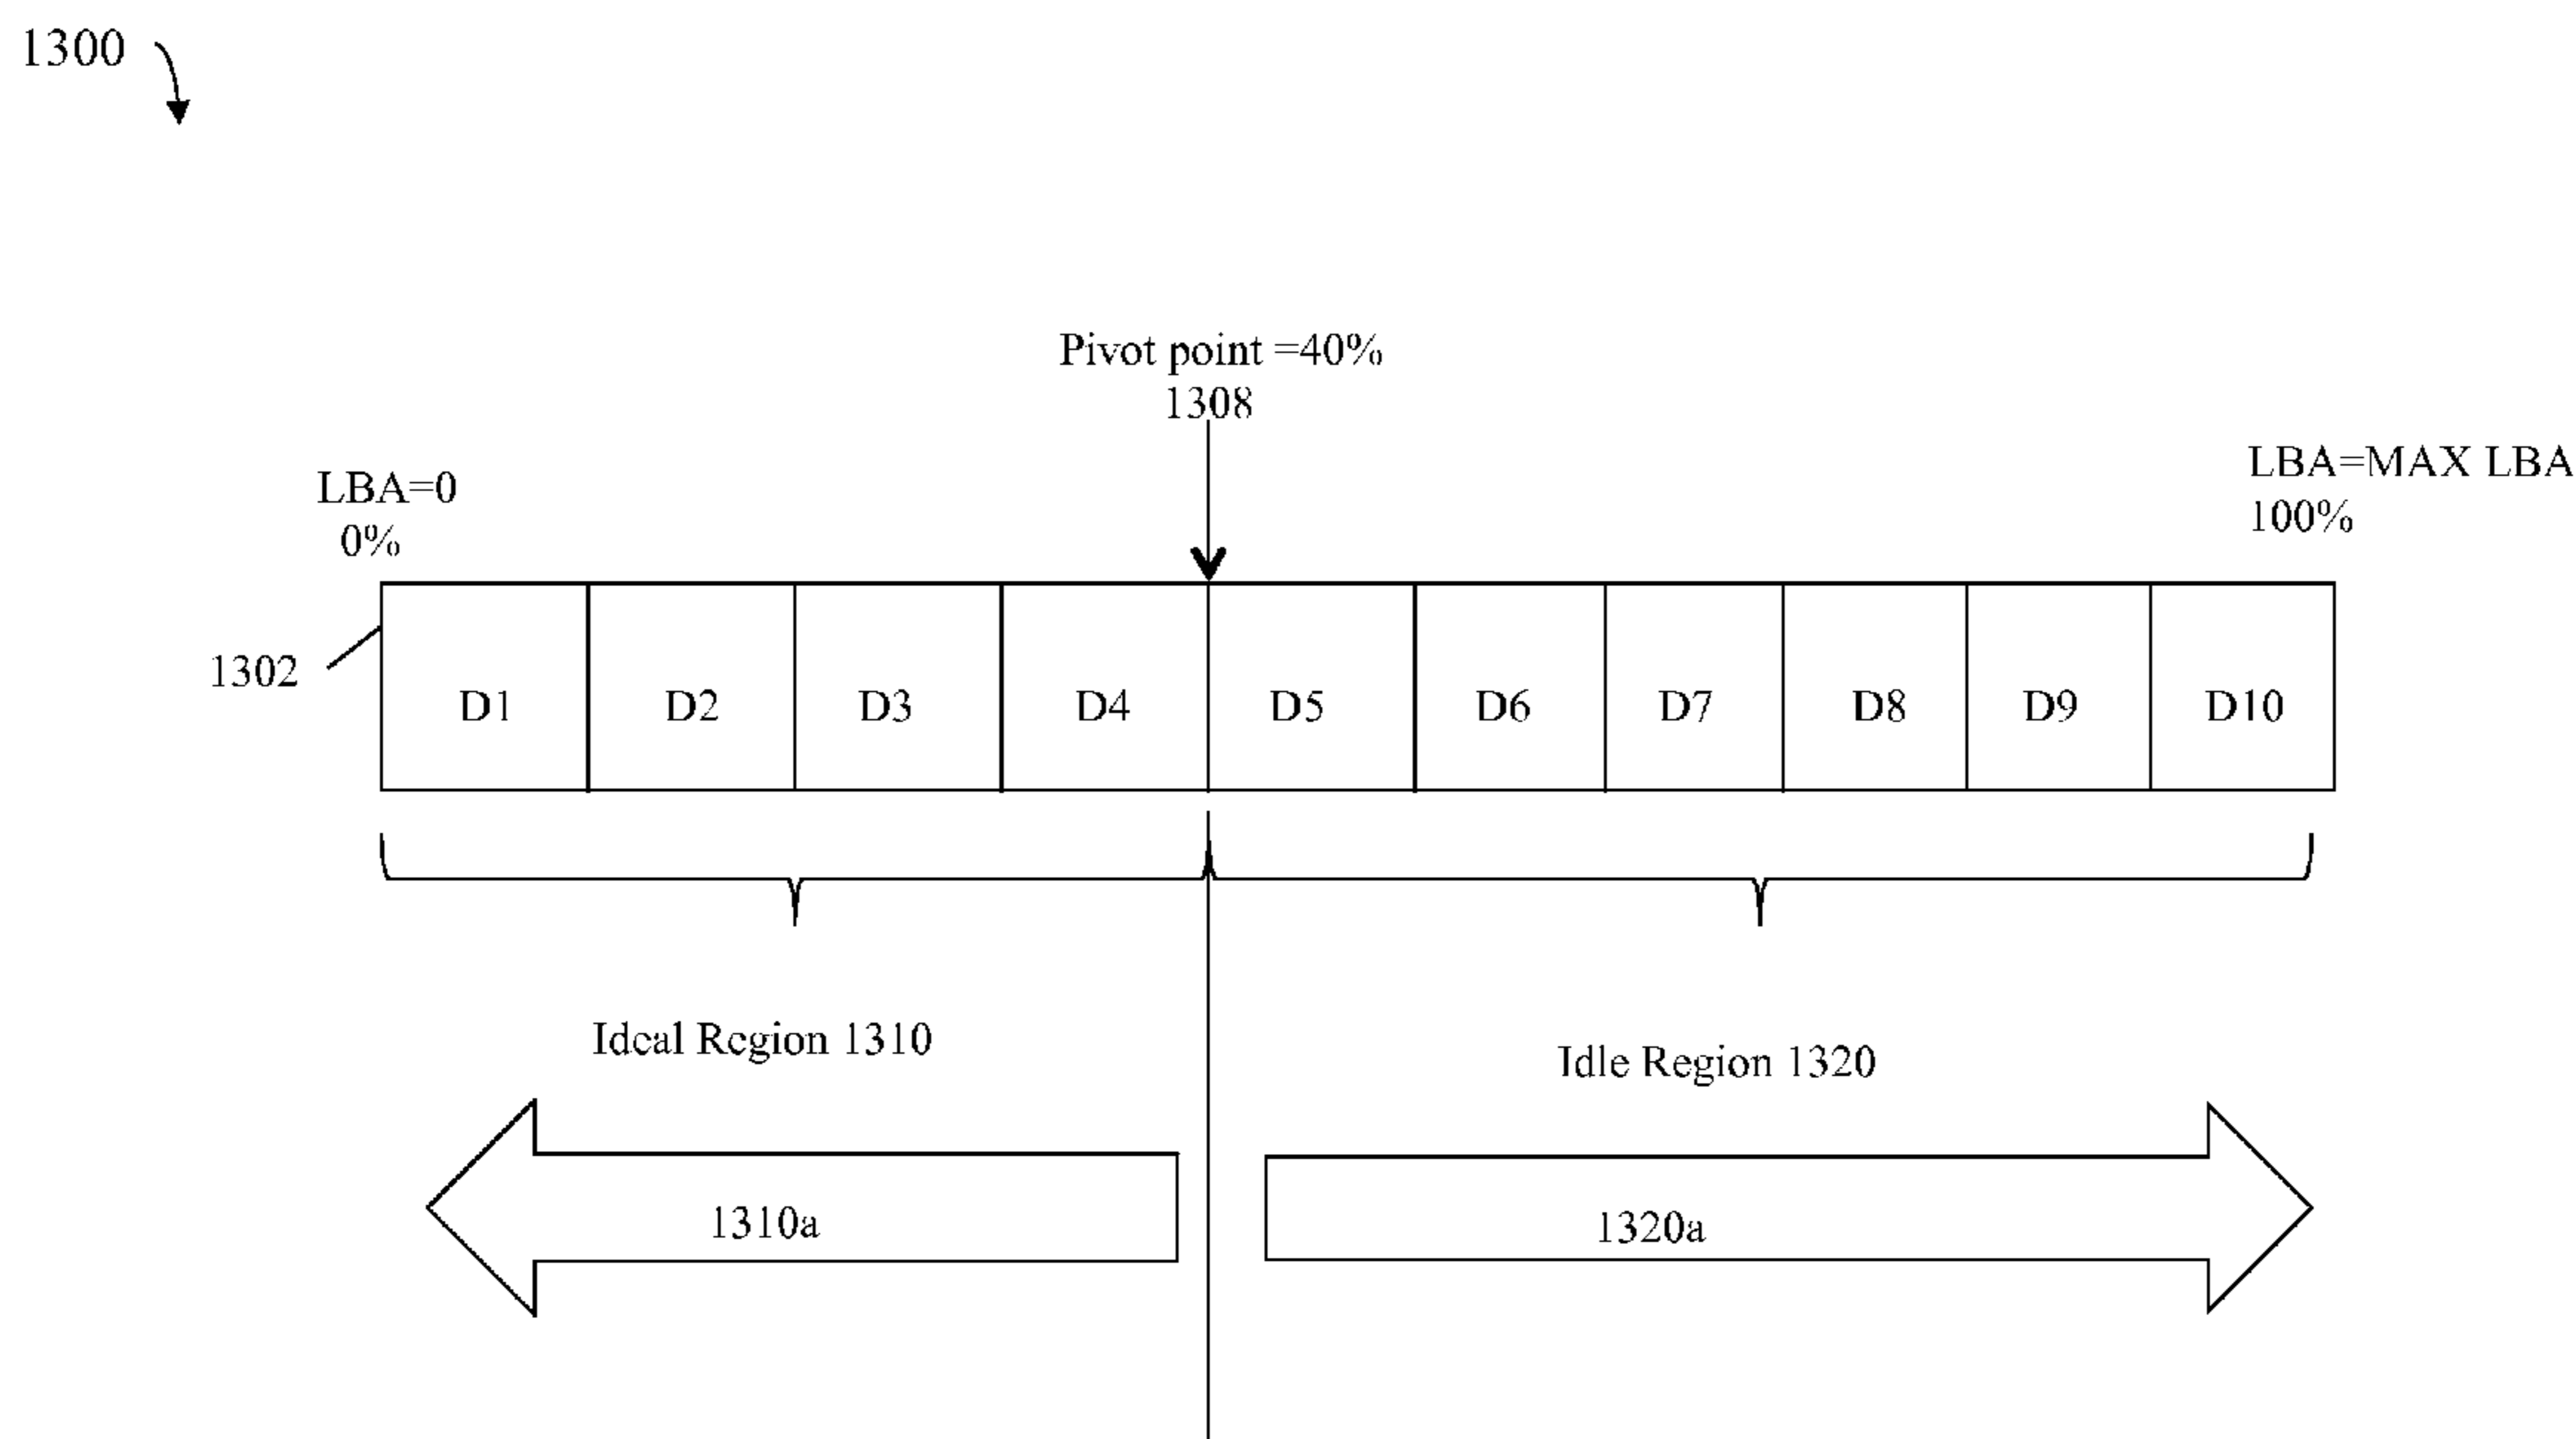 1300
Pivot point =40%
1308
LBA=0
0%
LBA=MAX LBA
100%
1302
D1 D2 D3 D4 D5 D6 D7 D8 D9 D10
Ideal Region 1310
Idle Region 1320
1310a
1320a